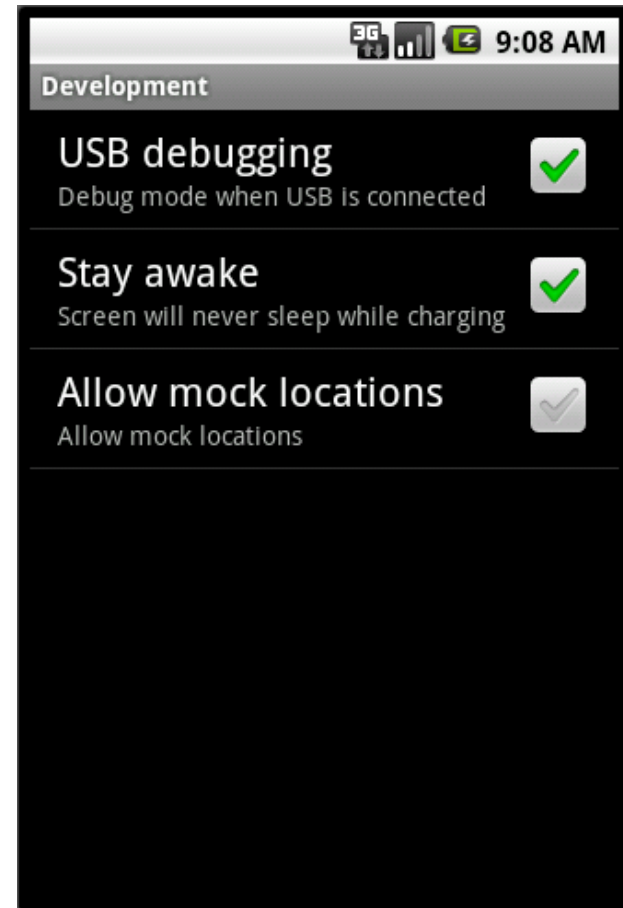 3G 9:08 AM
Development
USB debugging
Debug mode when USB is connected
Stay awake
Screen will never sleep while charging
Allow mock locations
Allow mock locations